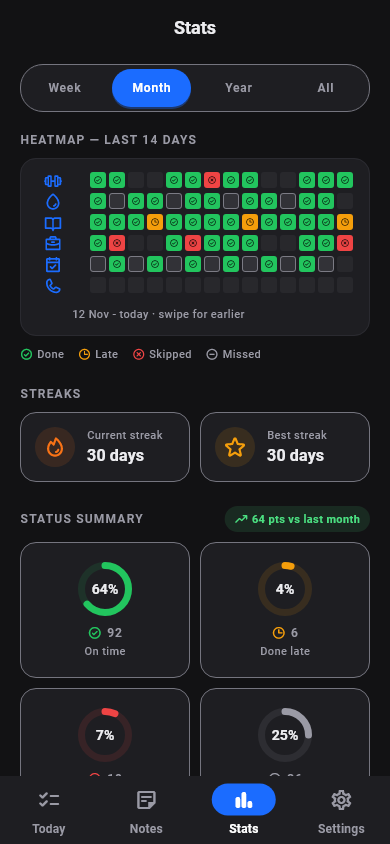 Stats
Week Month Year All
HEATMAP — LAST 14 DAYS
12 Nov - today · swipe for earlier
Done Late Skipped Missed
STREAKS
Current streak
30 days
Best streak
30 days
STATUS SUMMARY
64 pts vs last month
64%
92
On time
4%
6
Done late
7%
25%
Today Notes Stats Settings